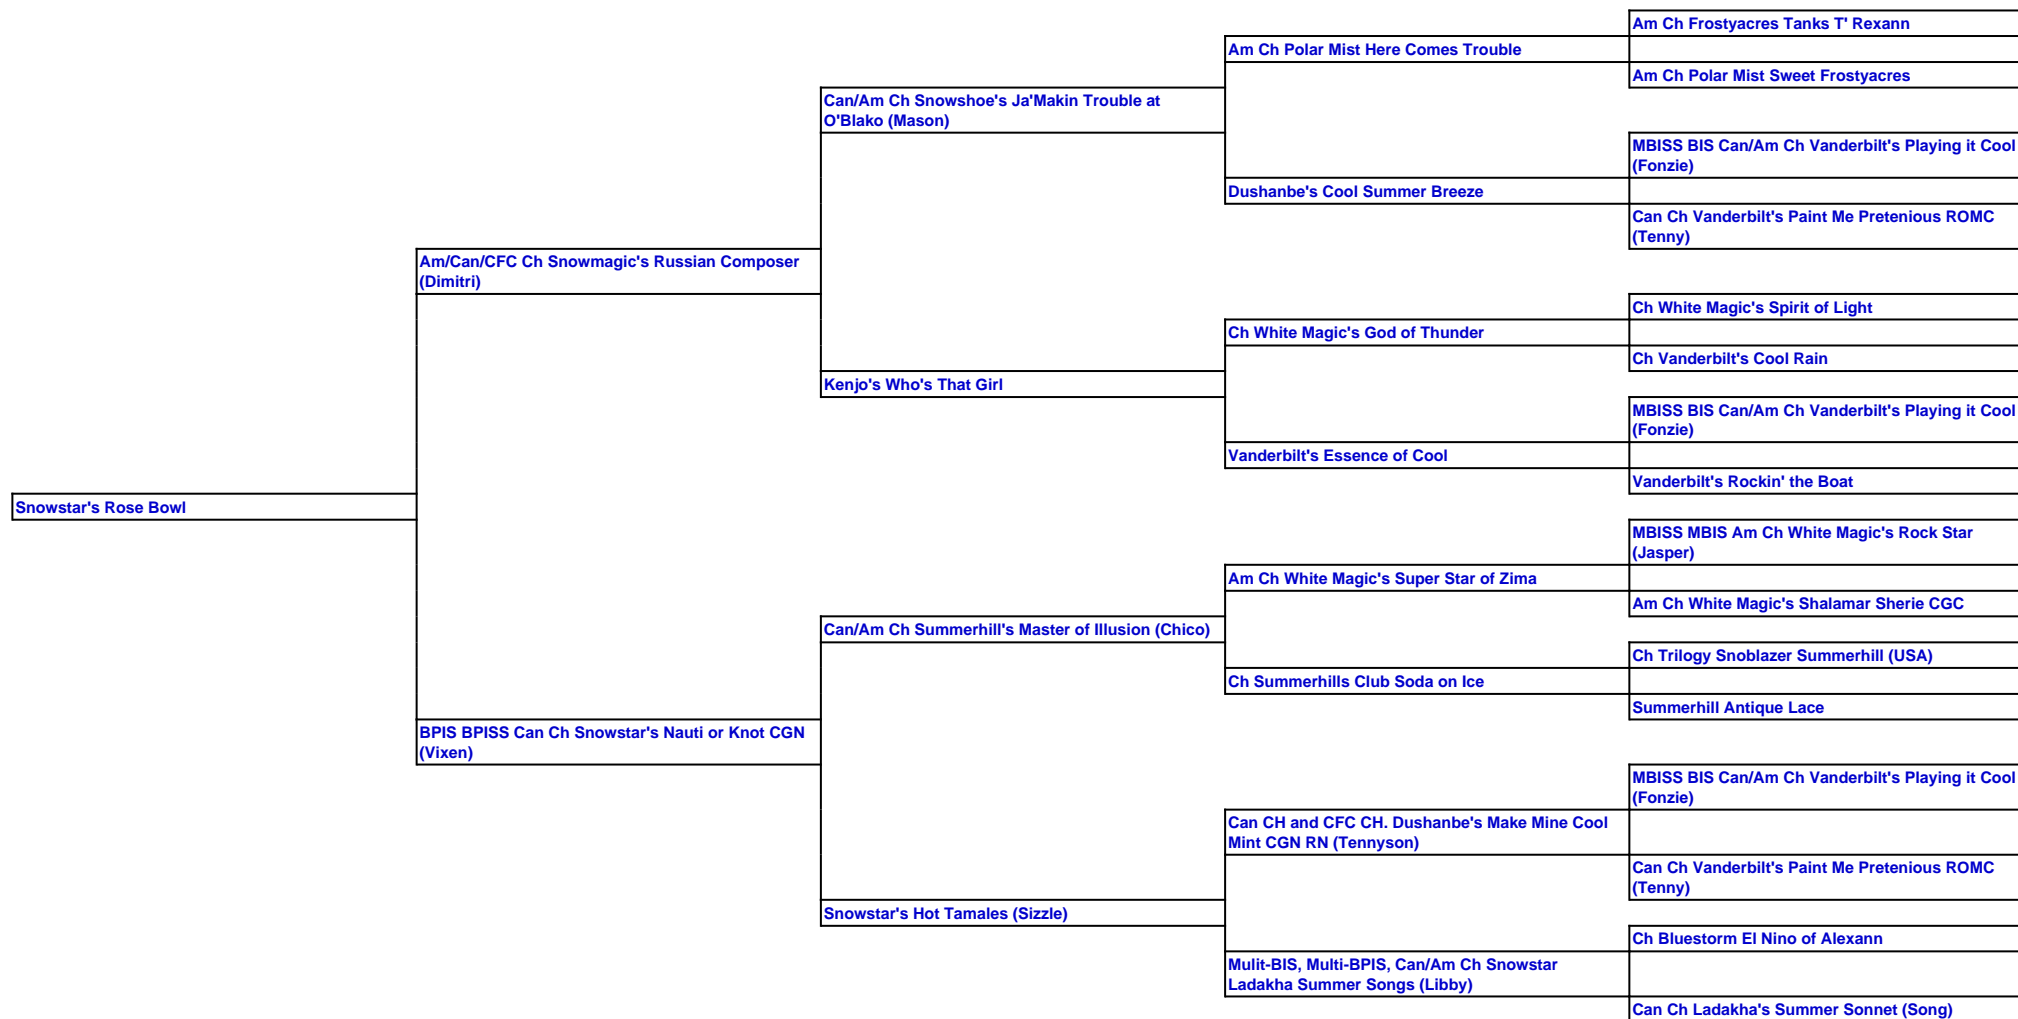 Am Ch Frostyacres Tanks T' Rexann
Am Ch Polar Mist Here Comes Trouble
Am Ch Polar Mist Sweet Frostyacres
Can/Am Ch Snowshoe's Ja'Makin Trouble at
O'Blako (Mason)
MBISS BIS Can/Am Ch Vanderbilt's Playing it Cool
(Fonzie)
Dushanbe's Cool Summer Breeze
Can Ch Vanderbilt's Paint Me Pretenious ROMC
(Tenny)
Am/Can/CFC Ch Snowmagic's Russian Composer
(Dimitri)
Ch White Magic's Spirit of Light
Ch White Magic's God of Thunder
Ch Vanderbilt's Cool Rain
Kenjo's Who's That Girl
MBISS BIS Can/Am Ch Vanderbilt's Playing it Cool
(Fonzie)
Vanderbilt's Essence of Cool
Vanderbilt's Rockin' the Boat
Snowstar's Rose Bowl
MBISS MBIS Am Ch White Magic's Rock Star
(Jasper)
Am Ch White Magic's Super Star of Zima
Am Ch White Magic's Shalamar Sherie CGC
Can/Am Ch Summerhill's Master of Illusion (Chico)
Ch Trilogy Snoblazer Summerhill (USA)
Ch Summerhills Club Soda on Ice
Summerhill Antique Lace
BPIS BPISS Can Ch Snowstar's Nauti or Knot CGN
(Vixen)
MBISS BIS Can/Am Ch Vanderbilt's Playing it Cool
(Fonzie)
Can CH and CFC CH. Dushanbe's Make Mine Cool
Mint CGN RN (Tennyson)
Can Ch Vanderbilt's Paint Me Pretenious ROMC
(Tenny)
Snowstar's Hot Tamales (Sizzle)
Ch Bluestorm El Nino of Alexann
Mulit-BIS, Multi-BPIS, Can/Am Ch Snowstar
Ladakha Summer Songs (Libby)
Can Ch Ladakha's Summer Sonnet (Song)